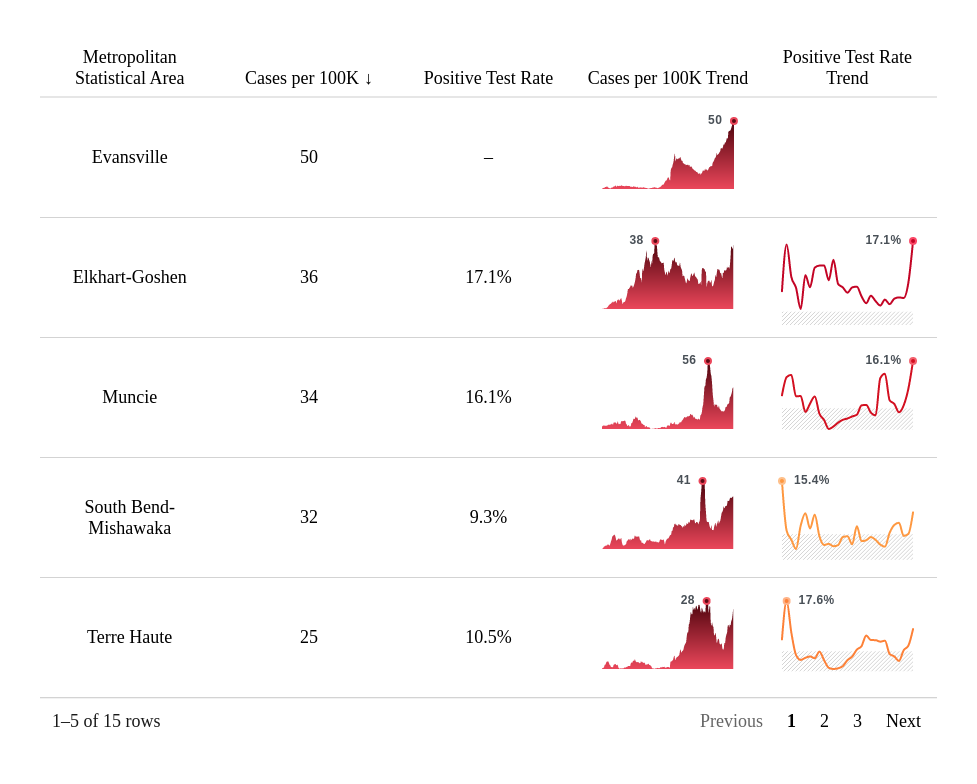 Metropolitan
Statistical Area
Cases per 100K ↓
Positive Test Rate
Cases per 100K Trend
Positive Test Rate
Trend
Evansville
50
–
50
Elkhart-Goshen
36
17.1%
38
17.1%
Muncie
34
16.1%
56
16.1%
South Bend-
Mishawaka
32
9.3%
41
15.4%
Terre Haute
25
10.5%
28
17.6%
1–5 of 15 rows
Previous 1 2 3 Next